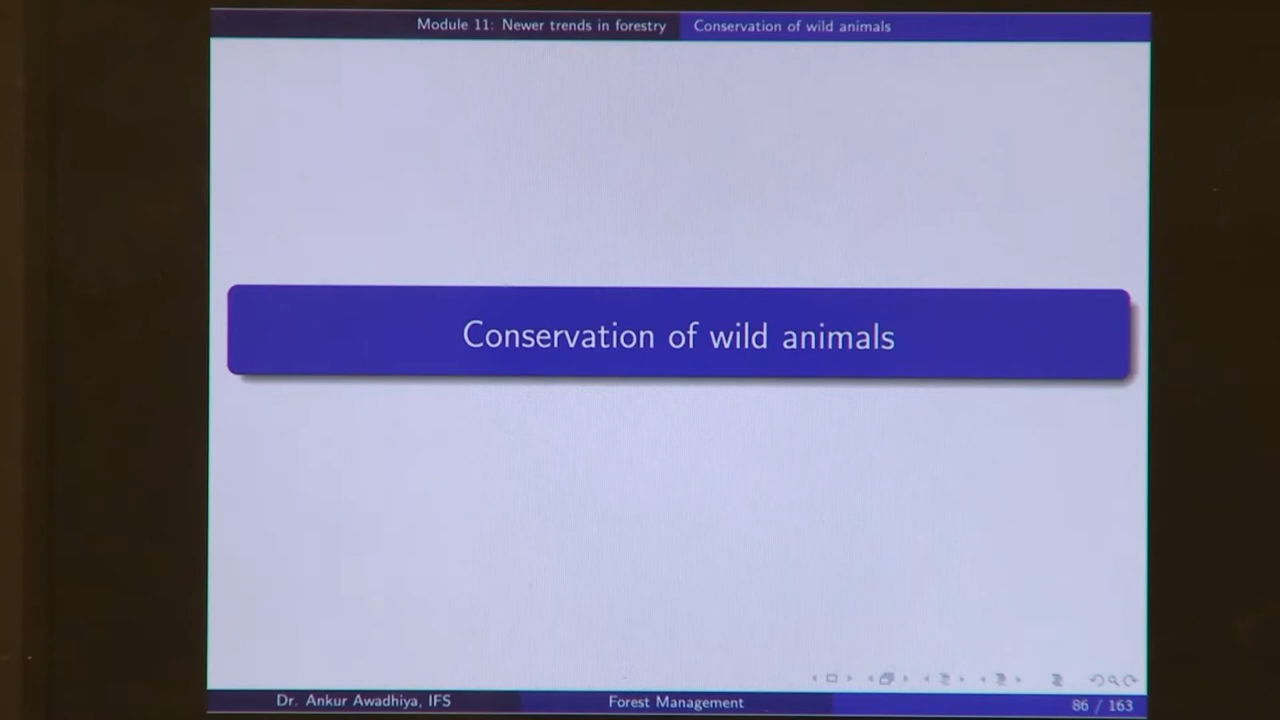 Module 11: Newer trends in forestry Conservation of wild animals
Conservation of wild animals
Dr. Ankur Awadhiya, IFS Forest Management 86 / 163